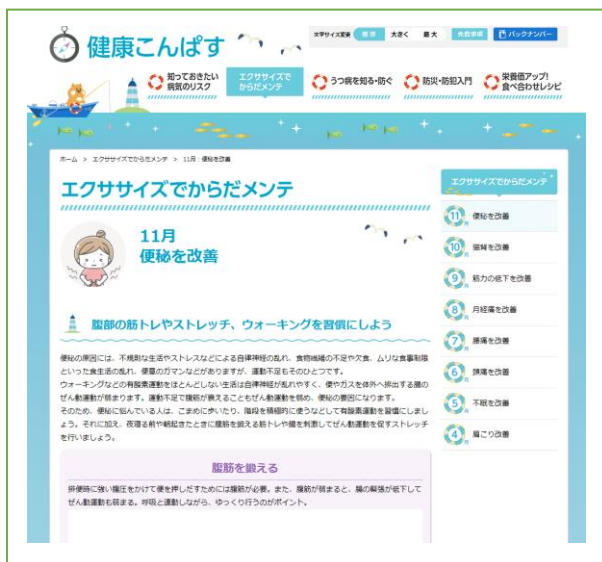 健康こんぱす
文字サイズ変更 標準 大きく 最大 免責事項 バックナンバー
知っておきたい
病気のリスク
エクササイズで
からだメンテ
うつ病を知る・防ぐ
防災・防犯入門
栄養価アップ!
食べ合わせレシピ
ホーム > エクササイズでからだメンテ > 11月：便秘を改善
エクササイズでからだメンテ
11月
便秘を改善
腹部の筋トレやストレッチ、ウォーキングを習慣にしよう
便秘の原因には、不規則な生活やストレスなどによる自律神経の乱れ、食物繊維の不足や欠食、ムリな食事制限
といった食生活の乱れ、便意のガマンなどがありますが、運動不足もそのひとつです。
ウォーキングなどの有酸素運動をほとんどしない生活は自律神経が乱れやすく、便やガスを体外へ排出する腸の
ぜん動運動が弱まります。運動不足で腹筋が衰えることもぜん動運動を弱め、便秘の要因になります。
そのため、便秘に悩んでいる人は、こまめに歩いたり、階段を積極的に使うなどして有酸素運動を習慣にしまし
ょう。それに加え、夜寝る前や朝起きたときに腹筋を鍛える筋トレや腸を刺激してぜん動運動を促すストレッチ
を行いましょう。
腹筋を鍛える
排便時に強い腹圧をかけて便を押しだすためには腹筋が必要。また、腹筋が弱まると、腸の緊張が低下して
ぜん動運動も弱まる。呼吸と連動しながら、ゆっくり行うのがポイント。
エクササイズでからだメンテ
11月 便秘を改善
10月 猫背を改善
9月 筋力の低下を改善
8月 月経痛を改善
7月 腰痛を改善
6月 頭痛を改善
5月 不眠を改善
4月 肩こり改善